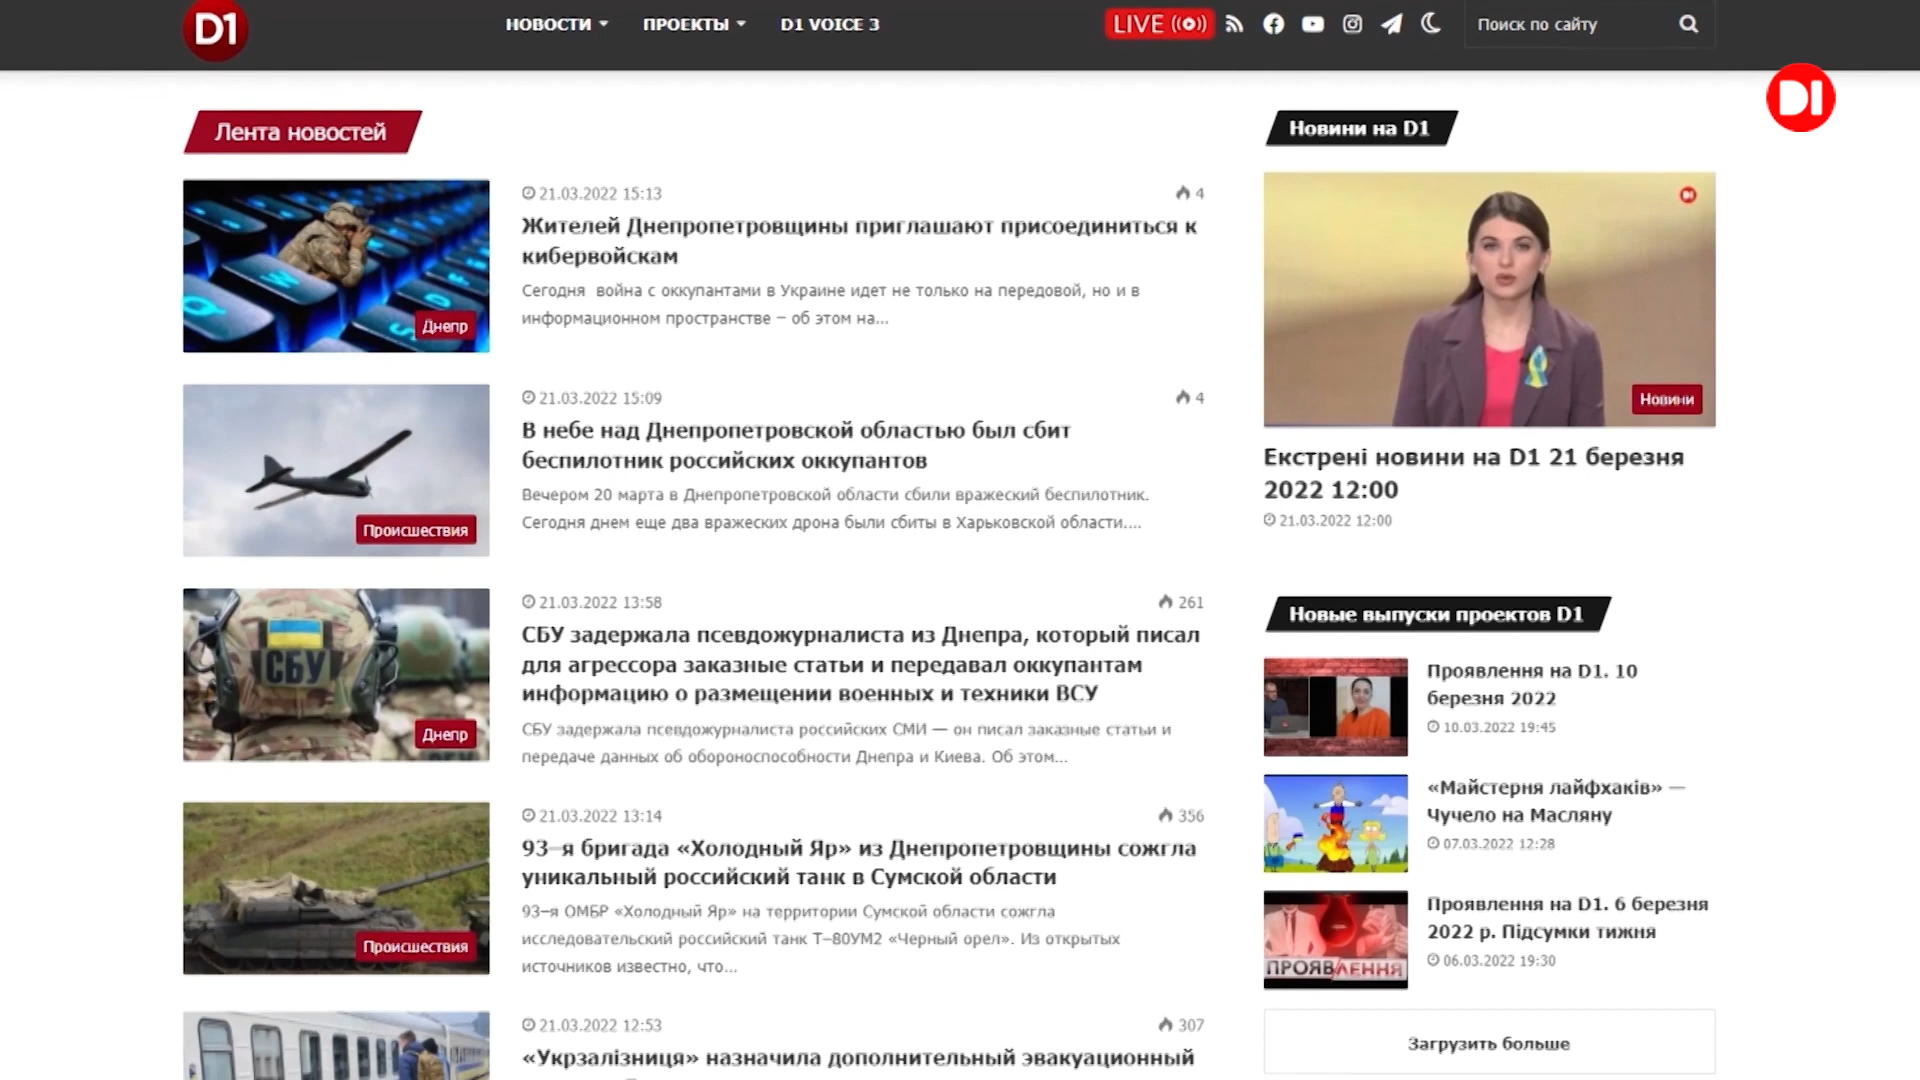 D1
НОВОСТИ
ПРОЕКТЫ
D1 VOICE 3
LIVE
Поиск по сайту
DI
Лента новостей
Днепр
21.03.2022 15:13
4
Жителей Днепропетровщины приглашают присоединиться к
кибервойскам
Сегодня война с оккупантами в Украине идет не только на передовой, но и в
информационном пространстве – об этом на...
Происшествия
21.03.2022 15:09
4
В небе над Днепропетровской областью был сбит
беспилотник российских оккупантов
Вечером 20 марта в Днепропетровской области сбили вражеский беспилотник.
Сегодня днем еще два вражеских дрона были сбиты в Харьковской области....
СБУ
Днепр
21.03.2022 13:58
261
СБУ задержала псевдожурналиста из Днепра, который писал
для агрессора заказные статьи и передавал оккупантам
информацию о размещении военных и техники ВСУ
СБУ задержала псевдожурналиста российских СМИ — он писал заказные статьи и
передаче данных об обороноспособности Днепра и Киева. Об этом...
Происшествия
21.03.2022 13:14
356
93–я бригада «Холодный Яр» из Днепропетровщины сожгла
уникальный российский танк в Сумской области
93–я ОМБР «Холодный Яр» на территории Сумской области сожгла
исследовательский российский танк Т–80УМ2 «Черный орел». Из открытых
источников известно, что...
21.03.2022 12:53
307
«Укрзалізниця» назначила дополнительный эвакуационный
Новини на D1
Новини
Екстрені новини на D1 21 березня
2022 12:00
21.03.2022 12:00
Новые выпуски проектов D1
Проявлення на D1. 10
березня 2022
10.03.2022 19:45
«Майстерня лайфхаків» —
Чучело на Масляну
07.03.2022 12:28
ПРОЯВЛЕННЯ
Проявлення на D1. 6 березня
2022 р. Підсумки тижня
06.03.2022 19:30
Загрузить больше